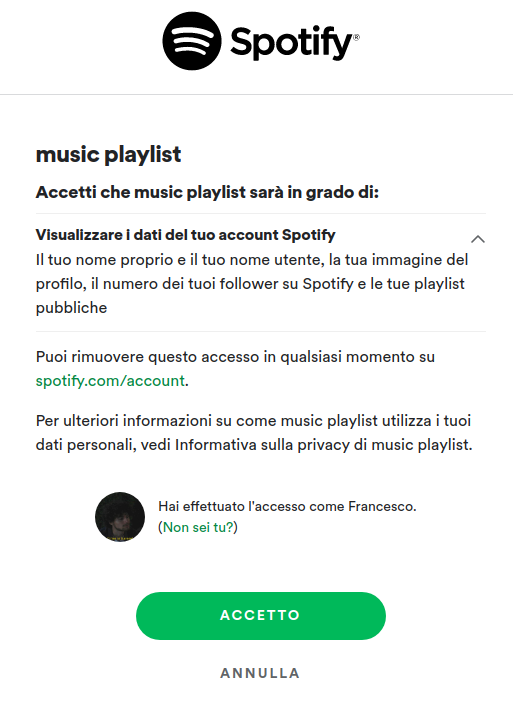 Spotify®
music playlist
Accetti che music playlist sarà in grado di:
Visualizzare i dati del tuo account Spotify
Il tuo nome proprio e il tuo nome utente, la tua immagine del
profilo, il numero dei tuoi follower su Spotify e le tue playlist
pubbliche
Puoi rimuovere questo accesso in qualsiasi momento su
spotify.com/account.
Per ulteriori informazioni su come music playlist utilizza i tuoi
dati personali, vedi Informativa sulla privacy di music playlist.
Hai effettuato l'accesso come Francesco.
(Non sei tu?)
ACCETTO
ANNULLA